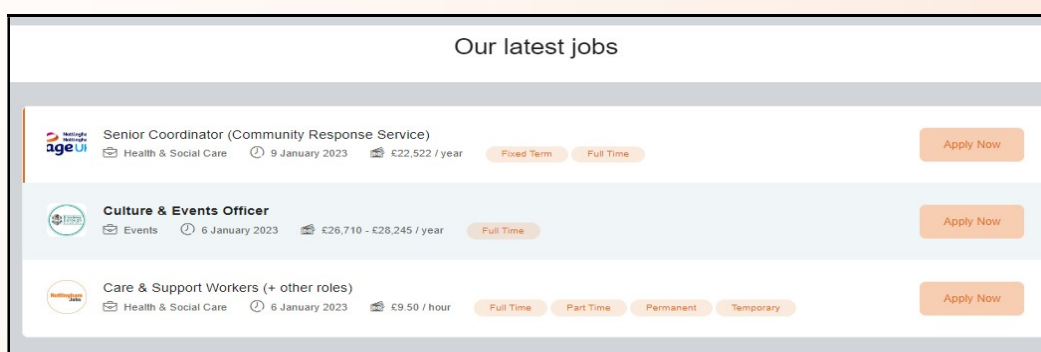 Our latest jobs
Senior Coordinator (Community Response Service)
Health & Social Care 9 January 2023 £22,522 / year Fixed Term Full Time
Apply Now
age
Culture & Events Officer
Events 6 January 2023 £26,710 - £28,245 / year Full Time
Apply Now
Care & Support Workers (+ other roles)
Nottingham
Jobs
Health & Social Care 6 January 2023 £9.50 / hour Full Time Part Time Permanent Temporary
Apply Now